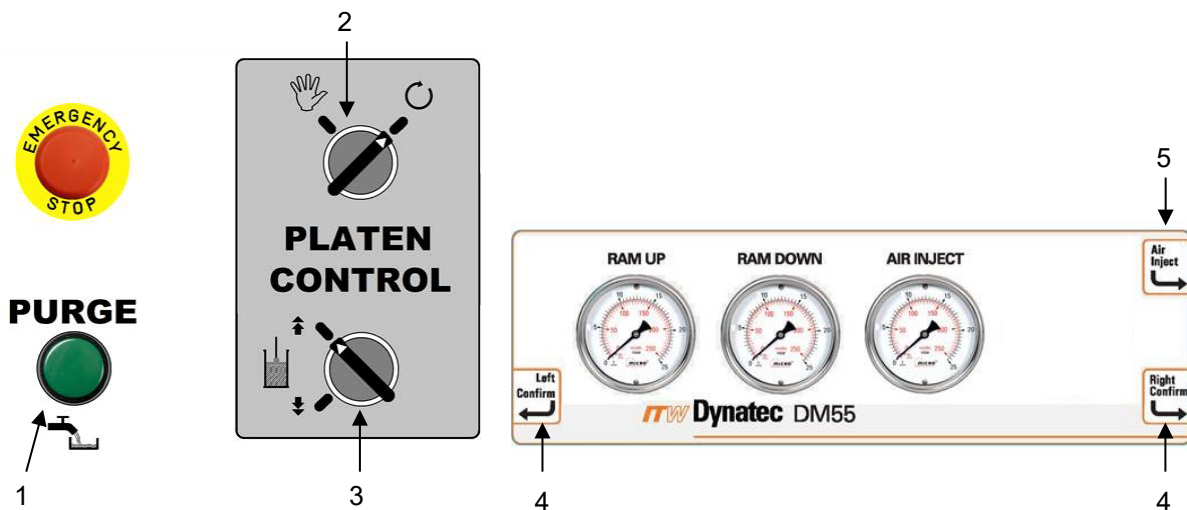 2
EMERGENCY
STOP
PURGE
1
PLATEN
CONTROL
3
5
RAM UP
RAM DOWN
AIR INJECT
Air
Inject
Left
Confirm
Right
Confirm
ITW Dynatec DM55
4
4